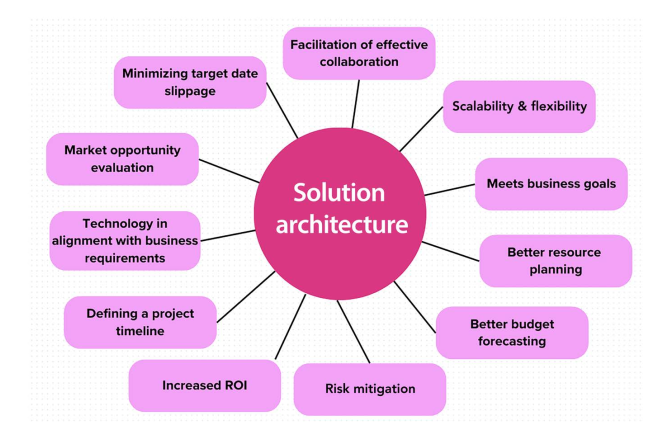 Facilitation of effective
collaboration
Minimizing target date
slippage
Scalability & flexibility
Market opportunity
evaluation
Meets business goals
Solution
architecture
Technology in
alignment with business
requirements
Better resource
planning
Defining a project
timeline
Better budget
forecasting
Increased ROI
Risk mitigation